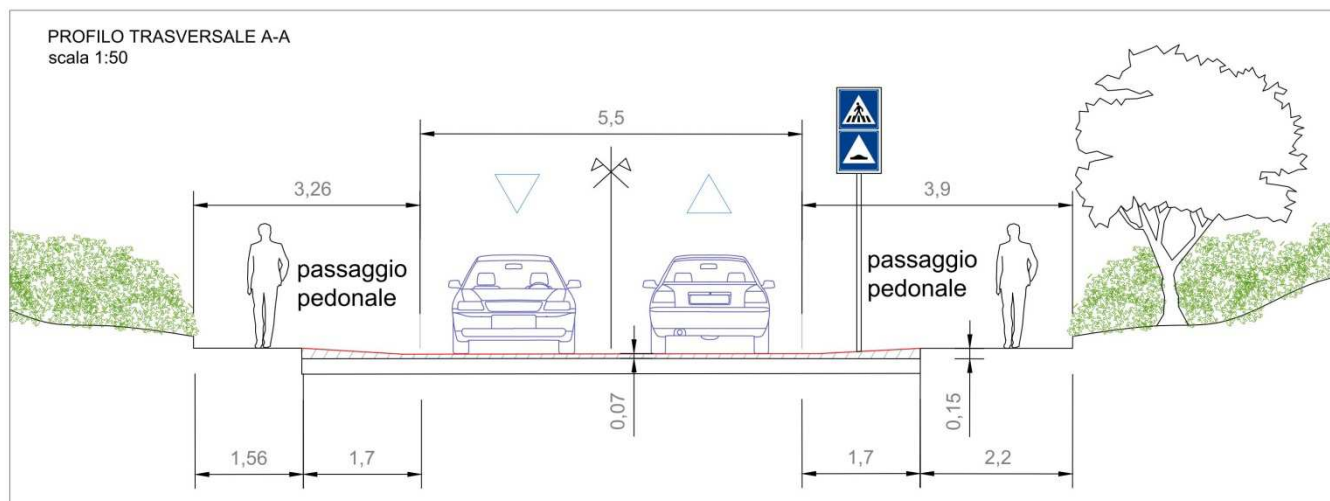 PROFILO TRASVERSALE A-A
scala 1:50
5,5
3,26
3,9
passaggio
pedonale
passaggio
pedonale
0,07
0,15
1,56
1,7
1,7
2,2